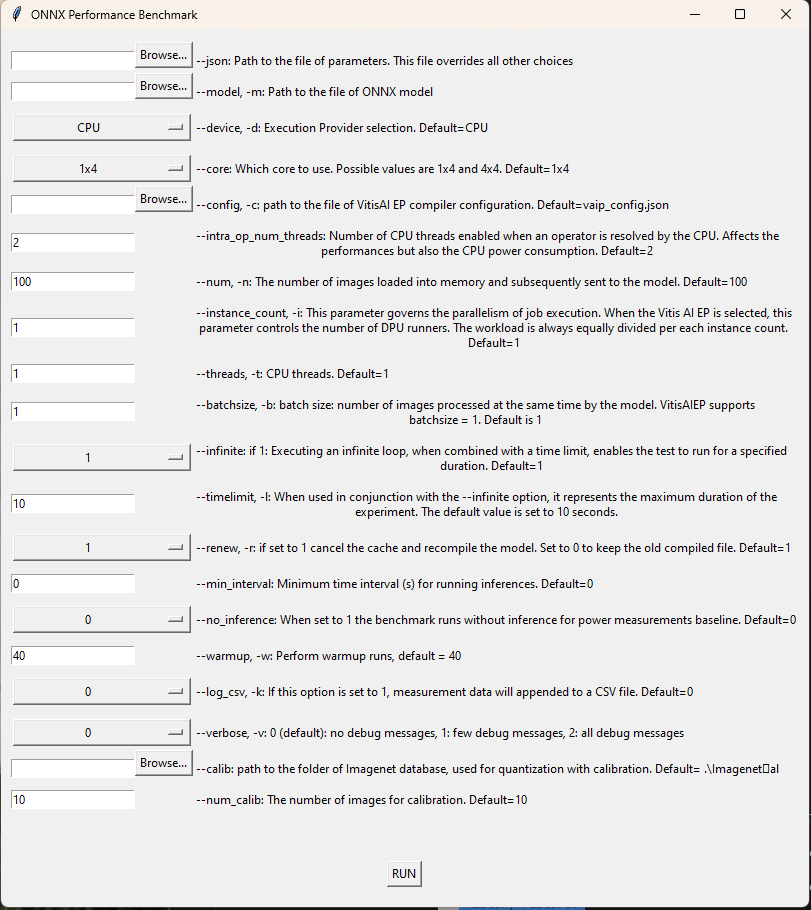 ONNX Performance Benchmark
Browse...
--json: Path to the file of parameters. This file overrides all other choices
Browse...
--model, -m: Path to the file of ONNX model
CPU
--device, -d: Execution Provider selection. Default=CPU
1x4
--core: Which core to use. Possible values are 1x4 and 4x4. Default=1x4
Browse...
--config, -c: path to the file of VitisAI EP compiler configuration. Default=vaip_config.json
2
--intra_op_num_threads: Number of CPU threads enabled when an operator is resolved by the CPU. Affects the
performances but also the CPU power consumption. Default=2
100
--num, -n: The number of images loaded into memory and subsequently sent to the model. Default=100
1
--instance_count, -i: This parameter governs the parallelism of job execution. When the Vitis AI EP is selected, this
parameter controls the number of DPU runners. The workload is always equally divided per each instance count.
Default=1
1
--threads, -t: CPU threads. Default=1
1
--batchsize, -b: batch size: number of images processed at the same time by the model. VitisAIEP supports
batchsize = 1. Default is 1
1
--infinite: if 1: Executing an infinite loop, when combined with a time limit, enables the test to run for a specified
duration. Default=1
10
--timelimit, -l: When used in conjunction with the --infinite option, it represents the maximum duration of the
experiment. The default value is set to 10 seconds.
1
--renew, -r: if set to 1 cancel the cache and recompile the model. Set to 0 to keep the old compiled file. Default=1
0
--min_interval: Minimum time interval (s) for running inferences. Default=0
0
--no_inference: When set to 1 the benchmark runs without inference for power measurements baseline. Default=0
40
--warmup, -w: Perform warmup runs, default = 40
0
--log_csv, -k: If this option is set to 1, measurement data will appended to a CSV file. Default=0
0
--verbose, -v: 0 (default): no debug messages, 1: few debug messages, 2: all debug messages
Browse...
--calib: path to the folder of Imagenet database, used for quantization with calibration. Default= .\Imagenet▯al
10
--num_calib: The number of images for calibration. Default=10
RUN